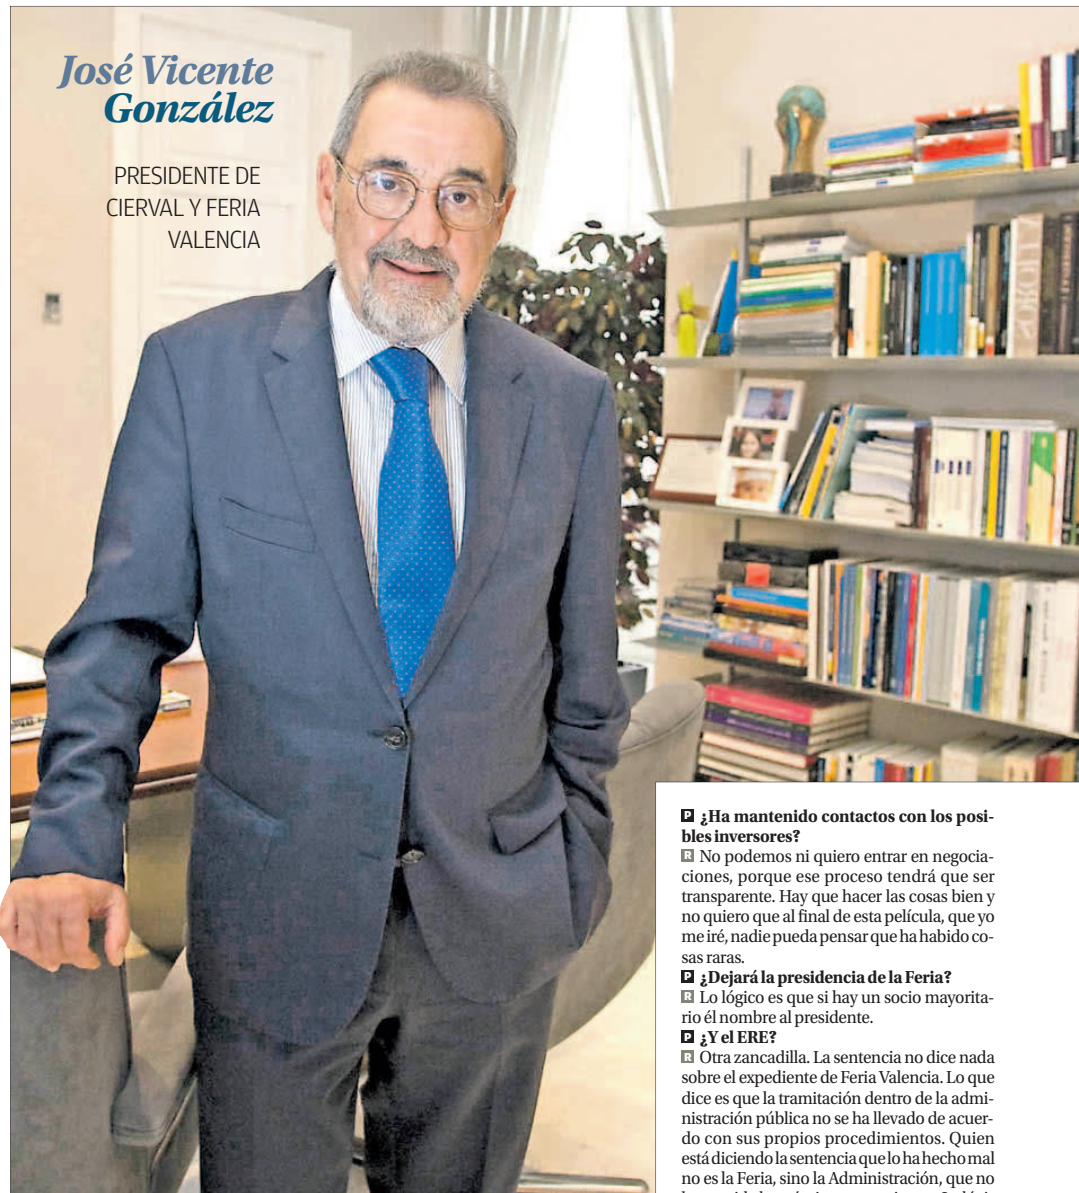 José Vicente
González
PRESIDENTE DE
CIERVAL Y FERIA
VALENCIA
P ¿Ha mantenido contactos con los posi-
bles inversores?
R No podemos ni quiero entrar en negocia-
ciones, porque ese proceso tendrá que ser
transparente. Hay que hacer las cosas bien y
no quiero que al final de esta película, que yo
me iré, nadie pueda pensar que ha habido co-
sas raras.
P ¿Dejará la presidencia de la Feria?
R Lo lógico es que si hay un socio mayorita-
rio él nombre al presidente.
P ¿Y el ERE?
R Otra zancadilla. La sentencia no dice nada
sobre el expediente de Feria Valencia. Lo que
dice es que la tramitación dentro de la admi-
nistración pública no se ha llevado de acuer-
do con sus propios procedimientos. Quien
está diciendo la sentencia que lo ha hecho mal
no es la Feria, sino la Administración, que no